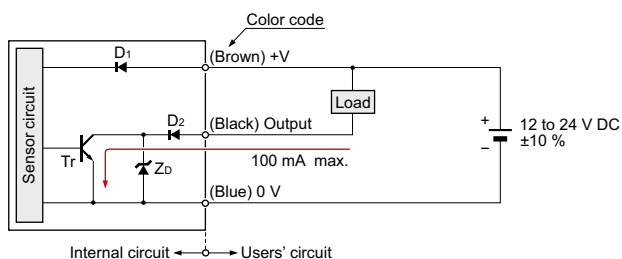 Color code
D1
(Brown) +V
Sensor circuit
Load
D2
(Black) Output
+
12 to 24 V DC
±10 %
−
Tr
ZD
100 mA max.
(Blue) 0 V
Internal circuit
Users' circuit